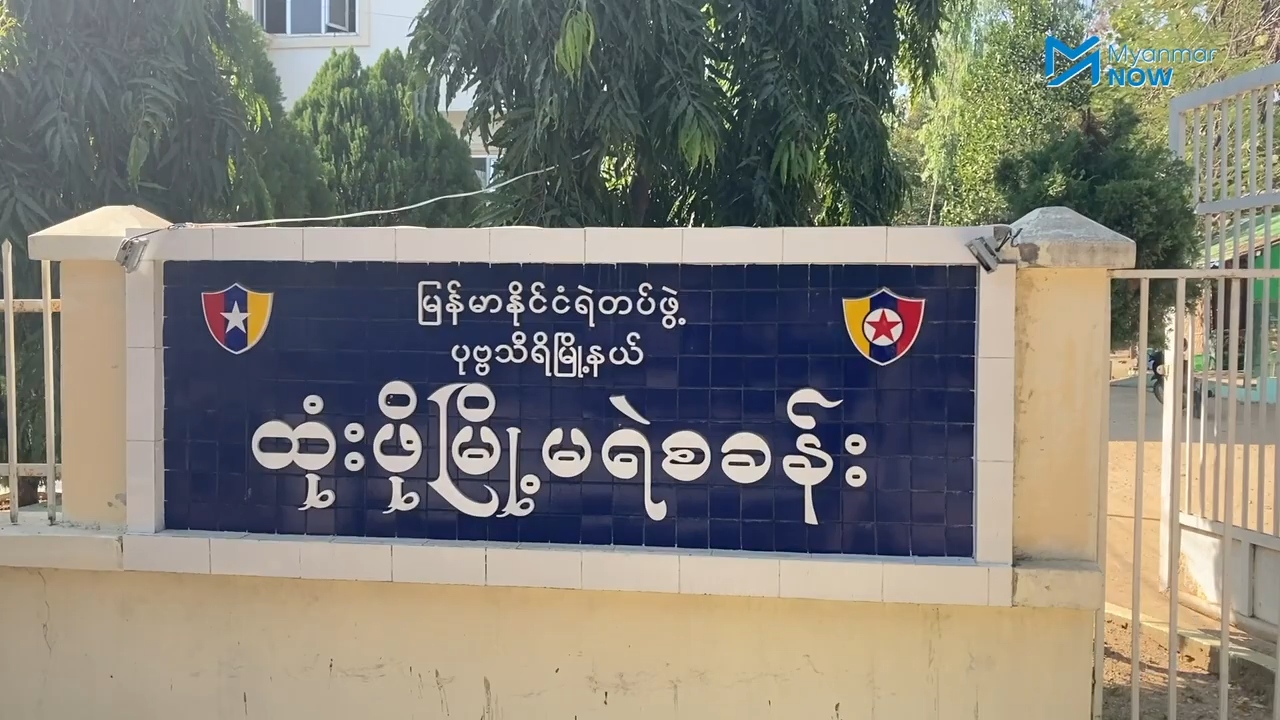 Myanmar
NOW
မြန်မာနိုင်ငံရဲတပ်ဖွဲ့
ပုဗ္ဗသီရိမြို့နယ်
ထုံးဖိုမြို့မရဲစခန်း